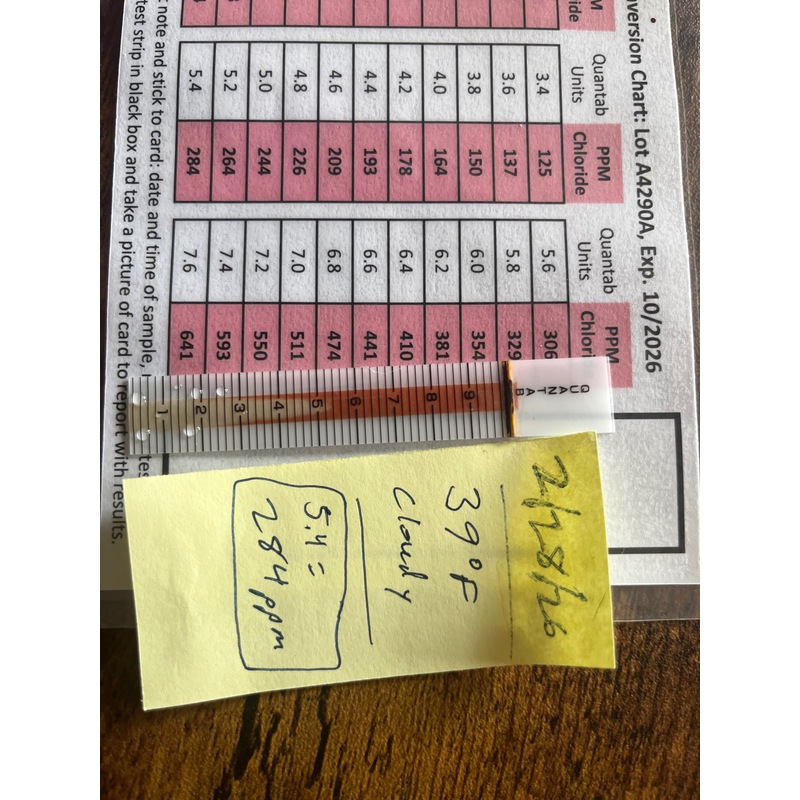 version Chart: Lot A4290A, Exp. 10/2026
Quantab PPM Quantab PPM
Units Chloride Units Chlori
3.4 125 5.6 306
3.6 137 5.8 329
3.8 150 6.0 354
4.0 164 6.2 381
4.2 178 6.4 410
4.4 193 6.6 441
4.6 209 6.8 474
4.8 226 7.0 511
5.0 244 7.2 550
5.2 264 7.4 593
5.4 284 7.6 641
note and stick to card: date and time of sample,
test strip in black box and take a picture of card to report with results.
QUANTAB
9
8
7
6
5
4
3
2
1
2/28/26
39°F
Cloudy
5.4 =
284ppm